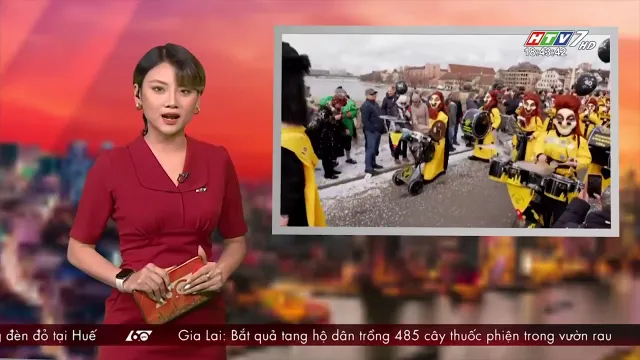 HTV7 HD
18:43:42
đèn đỏ tại Huế 60 Gia Lai: Bắt quả tang hộ dân trồng 485 cây thuốc phiện trong vườn rau